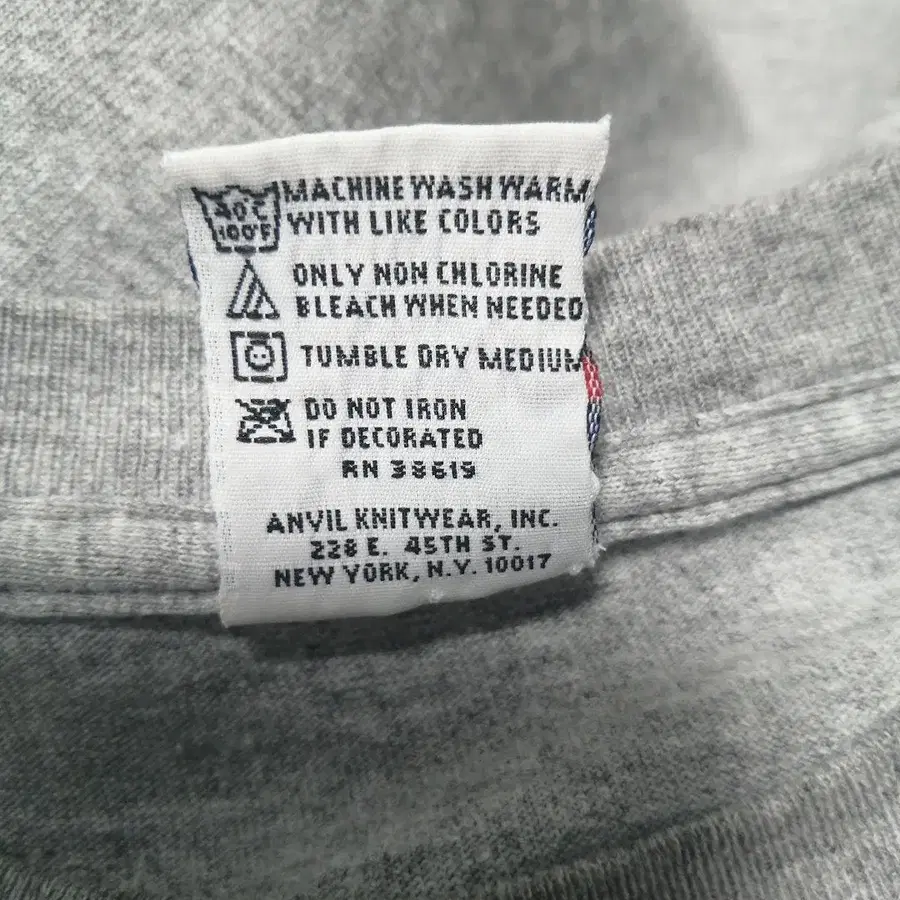 40°C
100°F
MACHINE WASH WARM
WITH LIKE COLORS
ONLY NON CHLORINE
BLEACH WHEN NEEDED
TUMBLE DRY MEDIUM
DO NOT IRON
IF DECORATED
RN 38619
ANVIL KNITWEAR, INC.
228 E. 45TH ST.
NEW YORK, N.Y. 10017